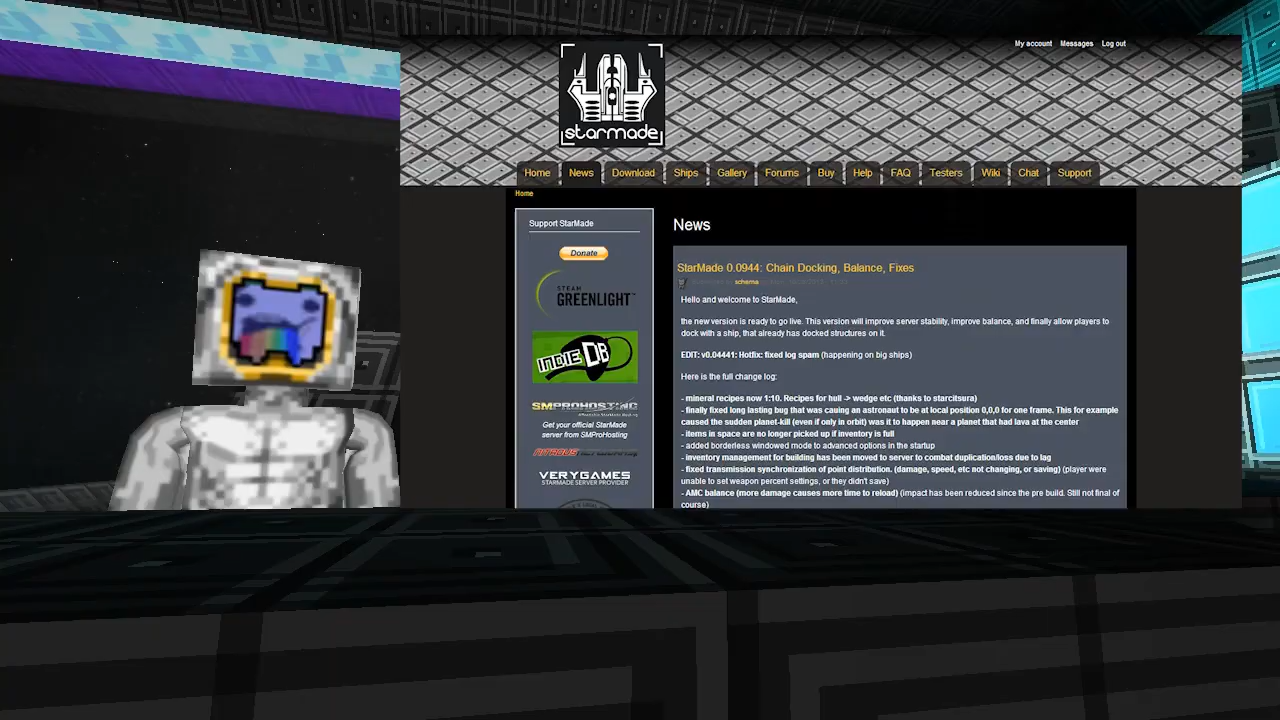 My account Messages Log out
starmade
Home News Download Ships Gallery Forums Buy Help FAQ Testers Wiki Chat Support
Home
Support StarMade
Donate
STEAM
GREENLIGHT
INDIE DB
SMPROHOSTING
Get your official StarMade
server from SMProHosting
VERYGAMES
STARMADE SERVER PROVIDER
News
StarMade 0.0944: Chain Docking, Balance, Fixes
schema
Hello and welcome to StarMade,
the new version is ready to go live. This version will improve server stability, improve balance, and finally allow players to
dock with a ship, that already has docked structures on it.
EDIT: v0.04441: Hotfix: fixed log spam (happening on big ships)
Here is the full change log:
- mineral recipes now 1:10. Recipes for hull -> wedge etc (thanks to starcitsura)
- finally fixed long lasting bug that was cauing an astronaut to be at local position 0,0,0 for one frame. This for example
caused the sudden planet-kill (even if only in orbit) was it to happen near a planet that had lava at the center
- items in space are no longer picked up if inventory is full
- added borderless windowed mode to advanced options in the startup
- inventory management for building has been moved to server to combat duplication/loss due to lag
- fixed transmission synchronization of point distribution. (damage, speed, etc not changing, or saving) (player were
unable to set weapon percent settings, or they didn't save)
- AMC balance (more damage causes more time to reload) (impact has been reduced since the pre build. Still not final of
course)